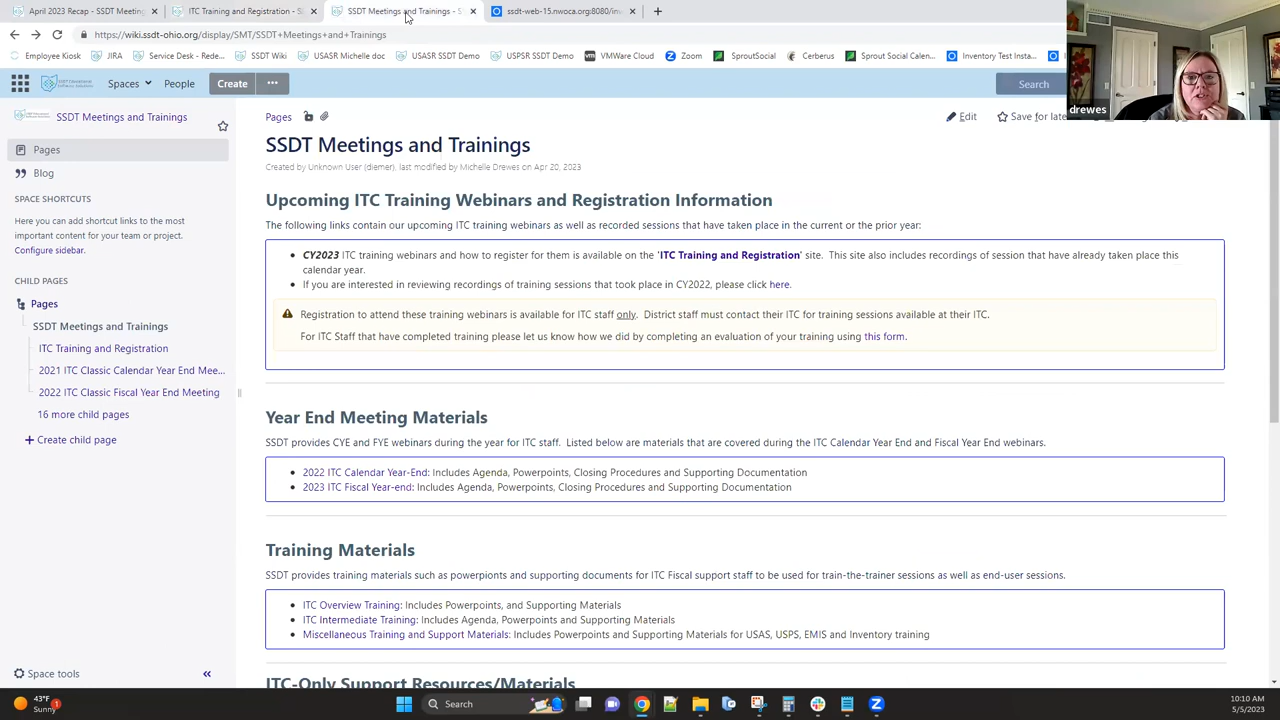 April 2023 Recap - SSDT Meeting
ITC Training and Registration - S
SSDT Meetings and Trainings - S
ssdt-web-15.nwoca.org:8080/inv
https://wiki.ssdt-ohio.org/display/SMT/SSDT+Meetings+and+Trainings
Employee Kiosk
JIRA
Service Desk - Rede...
SSDT Wiki
USASR Michelle doc
USASR SSDT Demo
USPSR SSDT Demo
VMWare Cloud
Zoom
SproutSocial
Cerberus
Sprout Social Calen...
Inventory Test Insta...
Spaces
People
Create
Search
drewes
SSDT Meetings and Trainings
Pages
Blog
SPACE SHORTCUTS
Here you can add shortcut links to the most
important content for your team or project.
Configure sidebar.
CHILD PAGES
Pages
SSDT Meetings and Trainings
ITC Training and Registration
2021 ITC Classic Calendar Year End Mee...
2022 ITC Classic Fiscal Year End Meeting
16 more child pages
Create child page
Space tools
Pages
Edit
Save for late
SSDT Meetings and Trainings
Created by Unknown User (diemer), last modified by Michelle Drewes on Apr 20, 2023
Upcoming ITC Training Webinars and Registration Information
The following links contain our upcoming ITC training webinars as well as recorded sessions that have taken place in the current or the prior year:
CY2023 ITC training webinars and how to register for them is available on the 'ITC Training and Registration' site. This site also includes recordings of session that have already taken place this
calendar year.
If you are interested in reviewing recordings of training sessions that took place in CY2022, please click here.
Registration to attend these training webinars is available for ITC staff only. District staff must contact their ITC for training sessions available at their ITC.
For ITC Staff that have completed training please let us know how we did by completing an evaluation of your training using this form.
Year End Meeting Materials
SSDT provides CYE and FYE webinars during the year for ITC staff. Listed below are materials that are covered during the ITC Calendar Year End and Fiscal Year End webinars.
2022 ITC Calendar Year-End: Includes Agenda, Powerpoints, Closing Procedures and Supporting Documentation
2023 ITC Fiscal Year-end: Includes Agenda, Powerpoints, Closing Procedures and Supporting Documentation
Training Materials
SSDT provides training materials such as powerpionts and supporting documents for ITC Fiscal support staff to be used for train-the-trainer sessions as well as end-user sessions.
ITC Overview Training: Includes Powerpoints, and Supporting Materials
ITC Intermediate Training: Includes Agenda, Powerpoints and Supporting Materials
Miscellaneous Training and Support Materials: Includes Powerpoints and Supporting Materials for USAS, USPS, EMIS and Inventory training
ITC-Only Support Resources/Materials
43°F
Sunny
Search
10:10 AM
5/5/2023